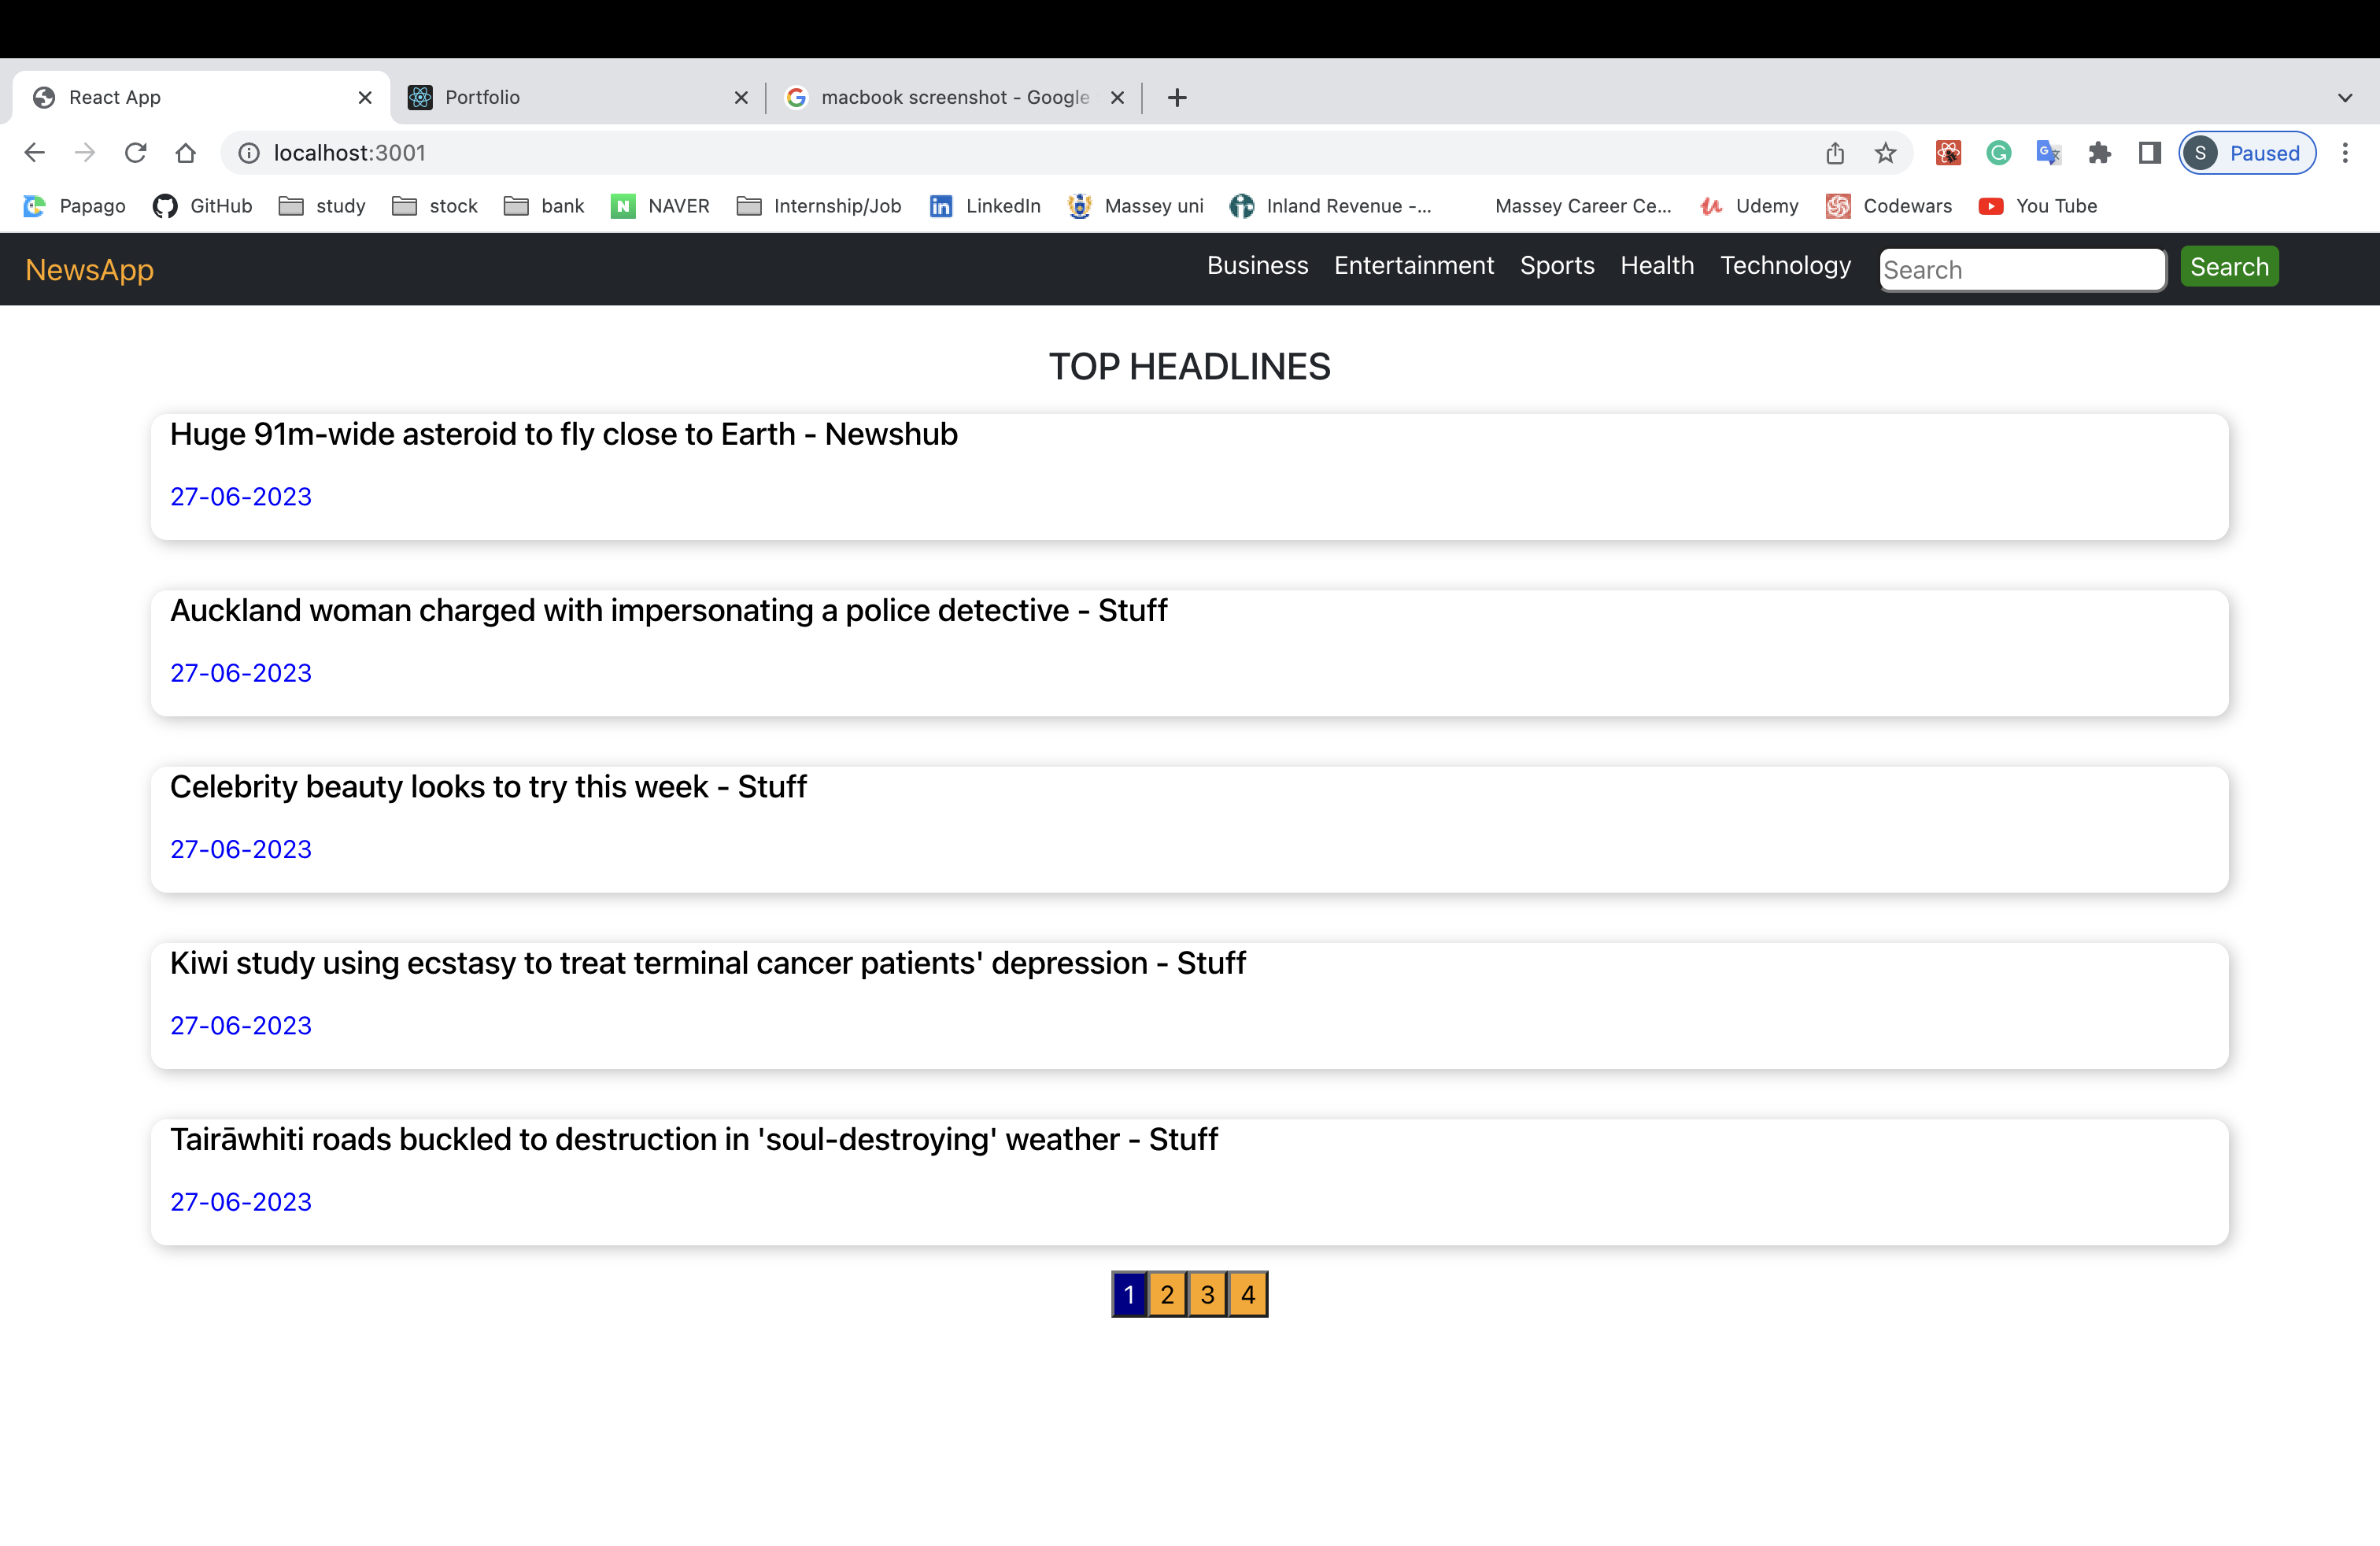 React App
Portfolio
macbook screenshot - Google
localhost:3001
S Paused
Papago GitHub study stock bank N NAVER Internship/Job in LinkedIn Massey uni Inland Revenue -... Massey Career Ce... Udemy Codewars You Tube
NewsApp Business Entertainment Sports Health Technology Search Search
TOP HEADLINES
Huge 91m-wide asteroid to fly close to Earth - Newshub
27-06-2023
Auckland woman charged with impersonating a police detective - Stuff
27-06-2023
Celebrity beauty looks to try this week - Stuff
27-06-2023
Kiwi study using ecstasy to treat terminal cancer patients' depression - Stuff
27-06-2023
Tairāwhiti roads buckled to destruction in 'soul-destroying' weather - Stuff
27-06-2023
1 2 3 4